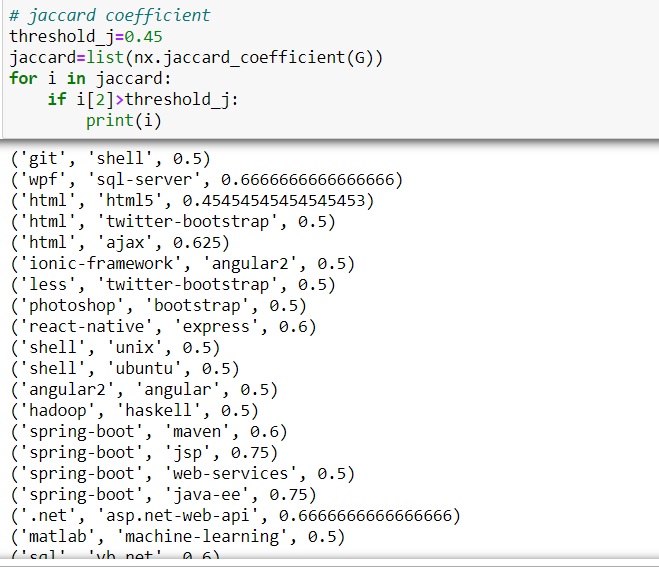 # jaccard coefficient
threshold_j=0.45
jaccard=list(nx.jaccard_coefficient(G))
for i in jaccard:
    if i[2]>threshold_j:
        print(i)
('git', 'shell', 0.5)
('wpf', 'sql-server', 0.6666666666666666)
('html', 'html5', 0.45454545454545453)
('html', 'twitter-bootstrap', 0.5)
('html', 'ajax', 0.625)
('ionic-framework', 'angular2', 0.5)
('less', 'twitter-bootstrap', 0.5)
('photoshop', 'bootstrap', 0.5)
('react-native', 'express', 0.6)
('shell', 'unix', 0.5)
('shell', 'ubuntu', 0.5)
('angular2', 'angular', 0.5)
('hadoop', 'haskell', 0.5)
('spring-boot', 'maven', 0.6)
('spring-boot', 'jsp', 0.75)
('spring-boot', 'web-services', 0.5)
('spring-boot', 'java-ee', 0.75)
('.net', 'asp.net-web-api', 0.6666666666666666)
('matlab', 'machine-learning', 0.5)
('sql', 'vb.net', 0.6)